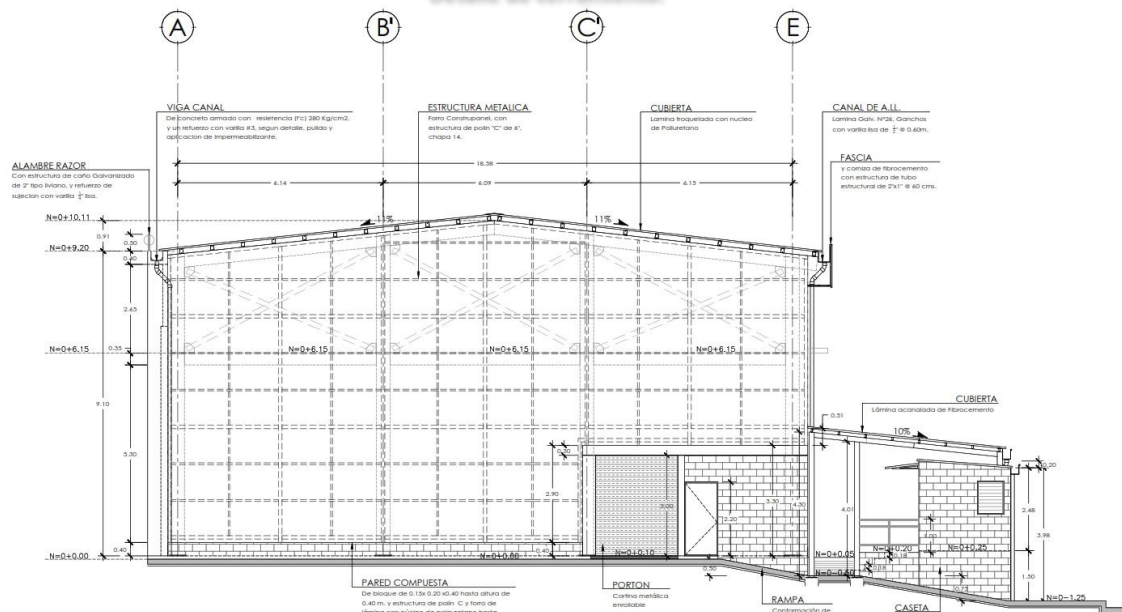 A
B'
C'
E
VIGA CANAL
De concreto armado con resistencia (f'c) 280 Kg/cm2,
y un refuerzo con varilla #3, segun detalle, pulido y
aplicacion de impermeabilizante.
ESTRUCTURA METALICA
Forro Construpanel, con
estructura de polin "C" de 6",
chapa 14.
CUBIERTA
Lamina troquelada con nucleo
de Poliuretano
CANAL DE A.LL.
Lamina Galv. N°26, Ganchos
con varilla lisa de @ 0.60m.
FASCIA
y cornisa de fibrocemento
con estructura de tubo
estructural de 2"x1" @ 60 cms.
ALAMBRE RAZOR
Con estructura de caño Galvanizado
de 2" tipo liviano, y refuerzo de
sujecion con varilla lisa.
18.38
6.14
6.09
6.15
N=0+10.11
11%
11%
0.91
0.50
N=0+9.20
0.40
2.65
N=0+6.15
0.35
N=0+6.15
N=0+6.15
N=0+6.15
9.10
5.30
CUBIERTA
Lámina acanalada de Fibrocemento
0.51
10%
0.30
0.20
2.90
3.00
2.20
3.30
4.30
4.01
2.48
3.98
1.00
N=0+0.00
0.40
N=0+0.00
0.40
N=0+0.10
N=0+0.05
N=0+0.20
N=0+0.25
0.18
0.18
0.50
0.75
1.50
N=0-1.25
PARED COMPUESTA
De bloque de 0.15x 0.20 x0.40 hasta altura de
0.40 m. y estructura de polin C y forro de
PORTON
Cortina metálica
enrollable
RAMPA
Conformación de
CASETA